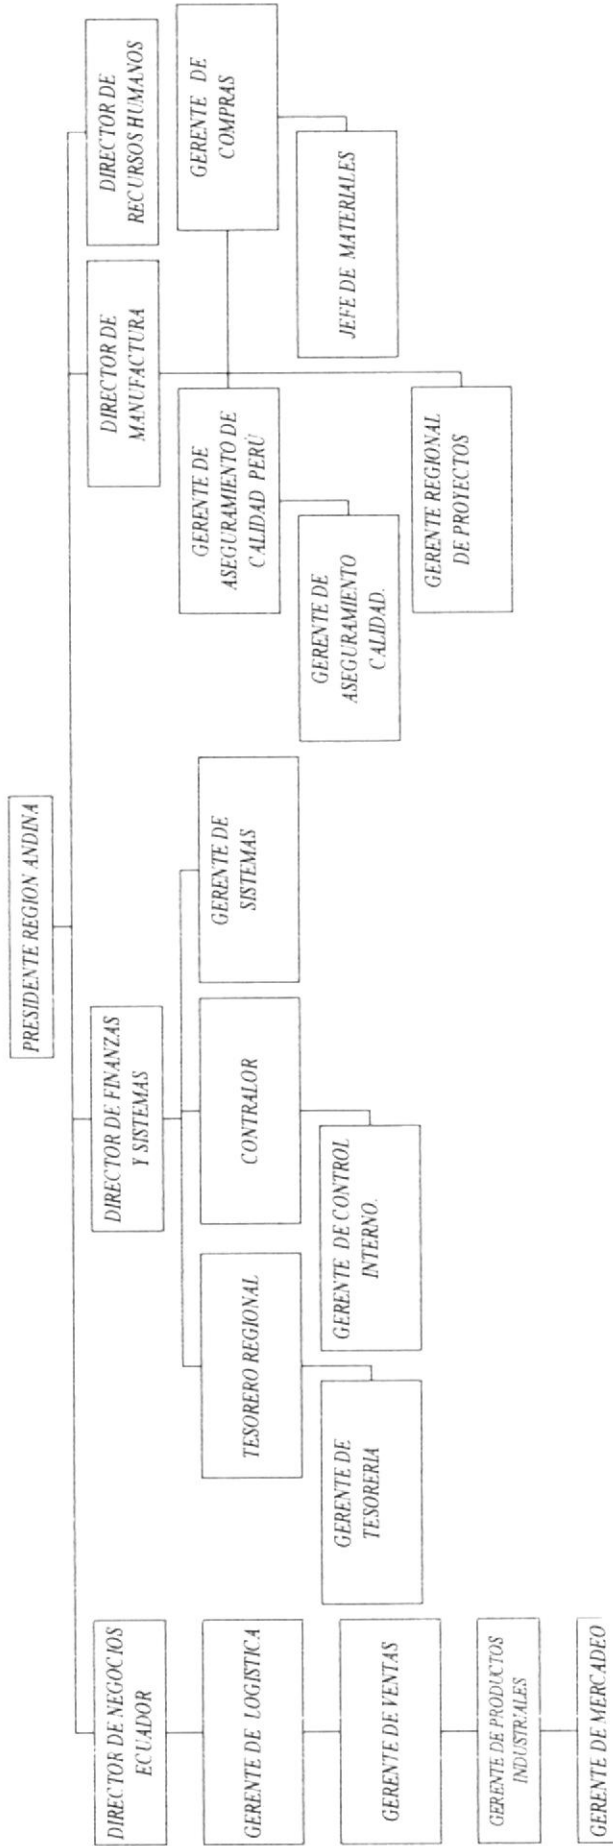 PRESIDENTE REGION ANDINA
DIRECTOR DE NEGOCIOS
ECUADOR
GERENTE DE LOGÍSTICA
GERENTE DE VENTAS
GERENTE DE PRODUCTOS
INDUSTRIALES
GERENTE DE MERCADEO
DIRECTOR DE FINANZAS
Y SISTEMAS
TESORERO REGIONAL
GERENTE DE
TESORERIA
CONTRALOR
GERENTE DE CONTROL
INTERNO.
GERENTE DE
SISTEMAS
DIRECTOR DE
MANUFACTURA
GERENTE DE
ASEGURAMIENTO DE
CALIDAD PERÚ
GERENTE DE
ASEGURAMIENTO
CALIDAD.
GERENTE REGIONAL
DE PROYECTOS
GERENTE DE
COMPRAS
JEFE DE MATERIALES
DIRECTOR DE
RECURSOS HUMANOS